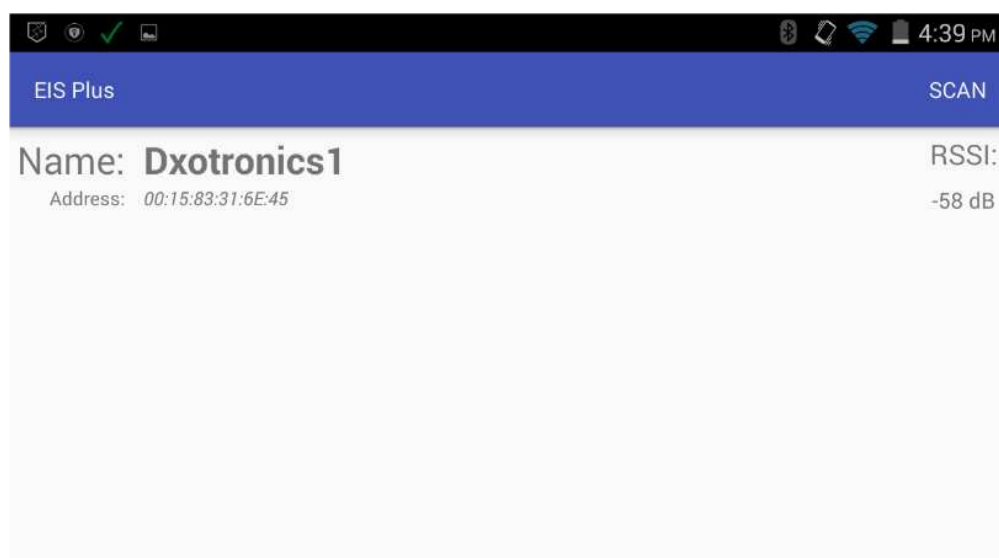 4:39 PM
EIS Plus SCAN
Name: Dxotronics1 RSSI:
Address: 00:15:83:31:6E:45 -58 dB